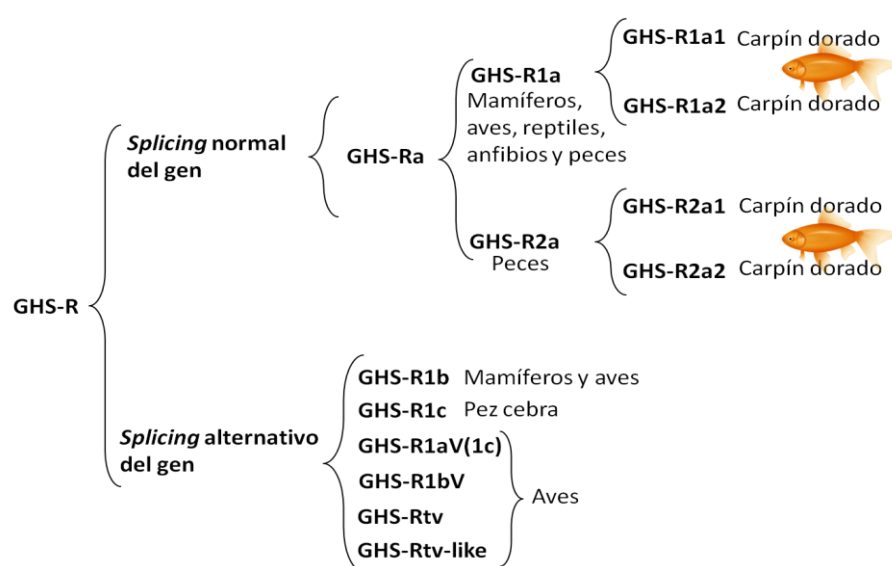 GHS-R
Splicing normal
del gen
GHS-Ra
GHS-R1a
Mamíferos,
aves, reptiles,
anfibios y peces
GHS-R1a1 Carpín dorado
GHS-R1a2 Carpín dorado
GHS-R2a
Peces
GHS-R2a1 Carpín dorado
GHS-R2a2 Carpín dorado
Splicing alternativo
del gen
GHS-R1b Mamíferos y aves
GHS-R1c Pez cebra
GHS-R1aV(1c)
GHS-R1bV
GHS-Rtv
GHS-Rtv-like
Aves